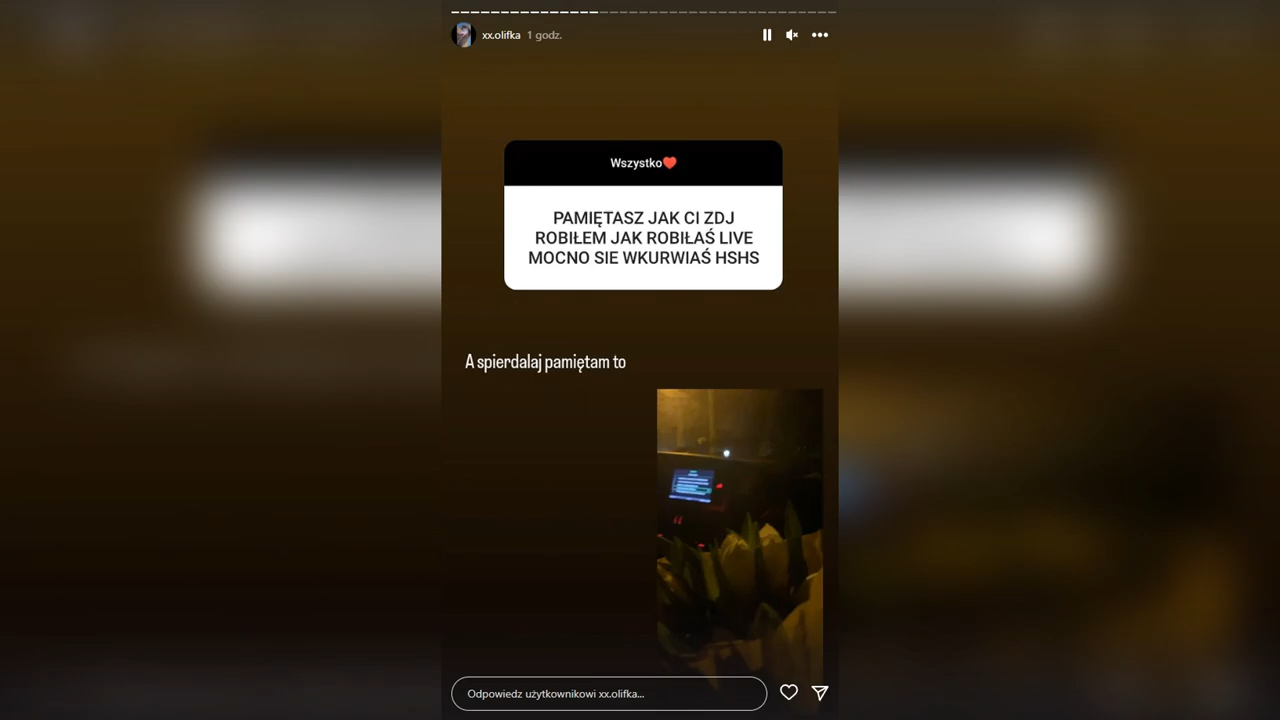 xx.olifka 1 godz.
Wszystko❤️
PAMIĘTASZ JAK CI ZDJ
ROBIŁEM JAK ROBIŁAŚ LIVE
MOCNO SIE WKURWIAŚ HSHS
A spierdalaj pamiętam to
Odpowiedz użytkownikowi xx.olifka...